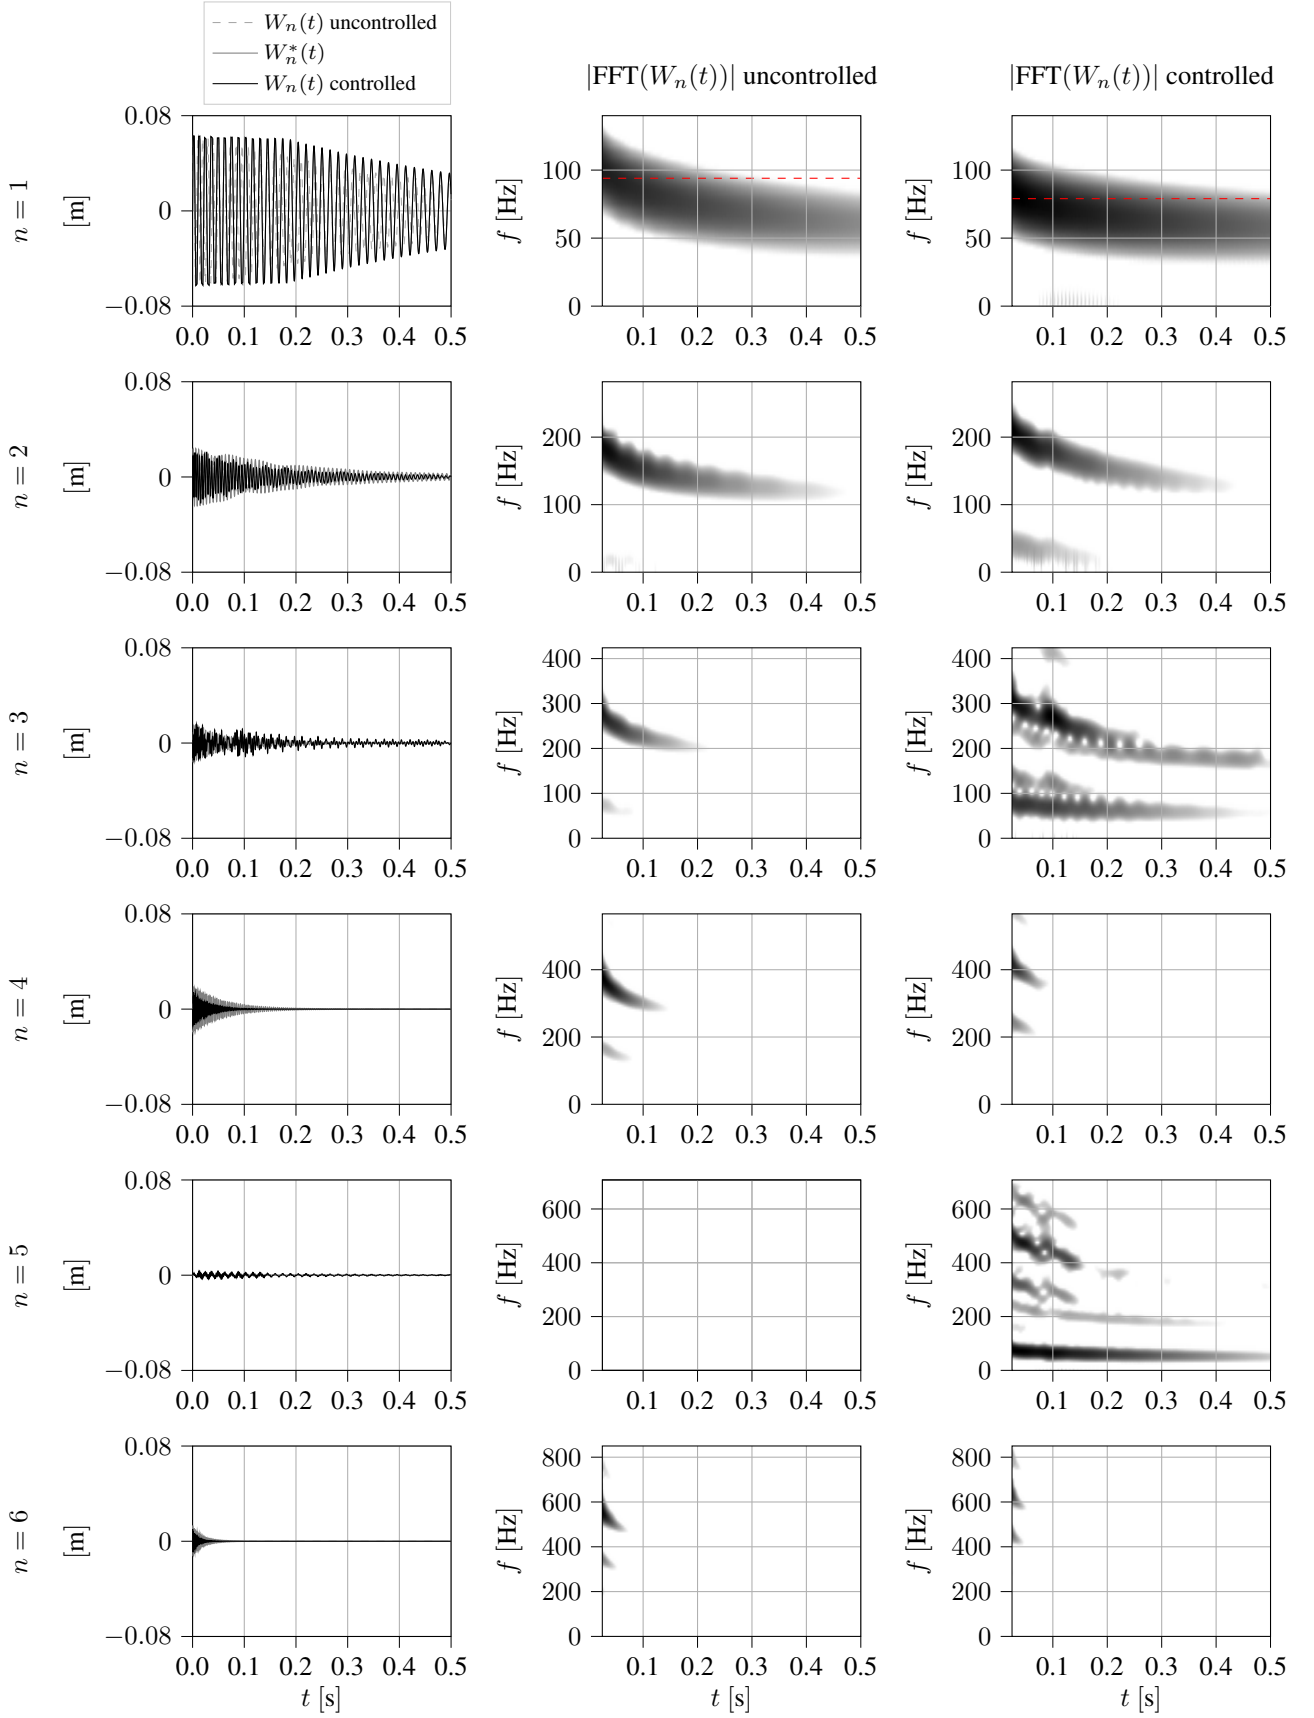 W_n(t) uncontrolled
W_n^*(t)
W_n(t) controlled
|FFT(W_n(t))| uncontrolled
|FFT(W_n(t))| controlled
n = 1
[m]
0.08
0
−0.08
0.0 0.1 0.2 0.3 0.4 0.5
f [Hz]
100
50
0
0.1 0.2 0.3 0.4 0.5
f [Hz]
100
50
0
0.1 0.2 0.3 0.4 0.5
n = 2
[m]
0.08
0
−0.08
0.0 0.1 0.2 0.3 0.4 0.5
f [Hz]
200
100
0
0.1 0.2 0.3 0.4 0.5
f [Hz]
200
100
0
0.1 0.2 0.3 0.4 0.5
n = 3
[m]
0.08
0
−0.08
0.0 0.1 0.2 0.3 0.4 0.5
f [Hz]
400
300
200
100
0
0.1 0.2 0.3 0.4 0.5
f [Hz]
400
300
200
100
0
0.1 0.2 0.3 0.4 0.5
n = 4
[m]
0.08
0
−0.08
0.0 0.1 0.2 0.3 0.4 0.5
f [Hz]
400
200
0
0.1 0.2 0.3 0.4 0.5
f [Hz]
400
200
0
0.1 0.2 0.3 0.4 0.5
n = 5
[m]
0.08
0
−0.08
0.0 0.1 0.2 0.3 0.4 0.5
f [Hz]
600
400
200
0
0.1 0.2 0.3 0.4 0.5
f [Hz]
600
400
200
0
0.1 0.2 0.3 0.4 0.5
n = 6
[m]
0.08
0
−0.08
0.0 0.1 0.2 0.3 0.4 0.5
t [s]
f [Hz]
800
600
400
200
0
0.1 0.2 0.3 0.4 0.5
t [s]
f [Hz]
800
600
400
200
0
0.1 0.2 0.3 0.4 0.5
t [s]